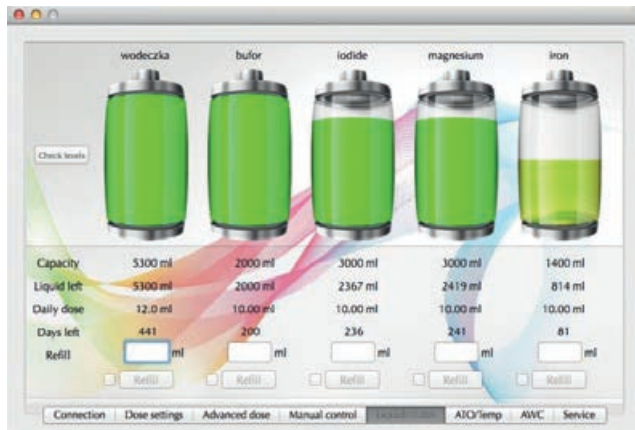 wodeczka bufor iodide magnesium iron
Check levels
Capacity 5300 ml 2000 ml 3000 ml 3000 ml 1400 ml
Liquid left 5300 ml 2000 ml 2367 ml 2419 ml 814 ml
Daily dose 12.0 ml 10.00 ml 10.00 ml 10.00 ml 10.00 ml
Days left 441 200 236 241 81
Refill ml ml ml ml ml
Refill Refill Refill Refill Refill
Connection Dose settings Advanced dose Manual control ATO/Temp AWC Service